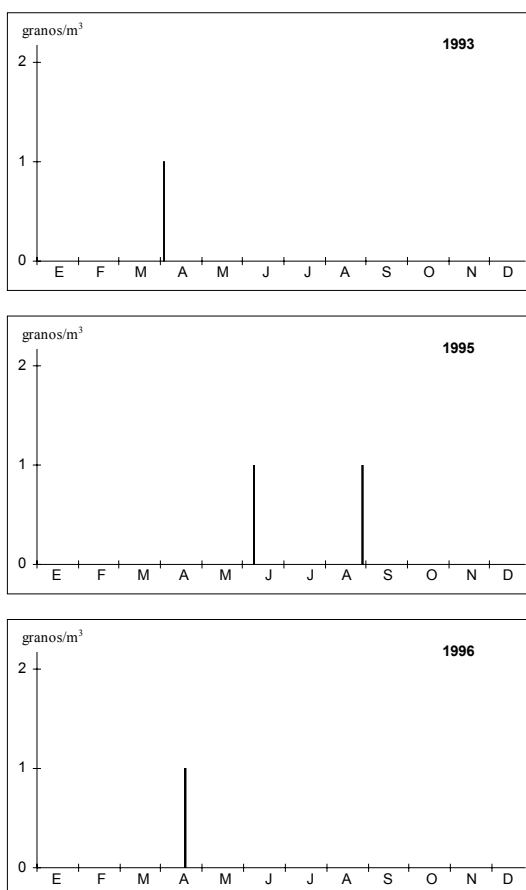 granos/m³
1993
2
1
0
E F M A M J J A S O N D
granos/m³
1995
2
1
0
E F M A M J J A S O N D
granos/m³
1996
2
1
0
E F M A M J J A S O N D